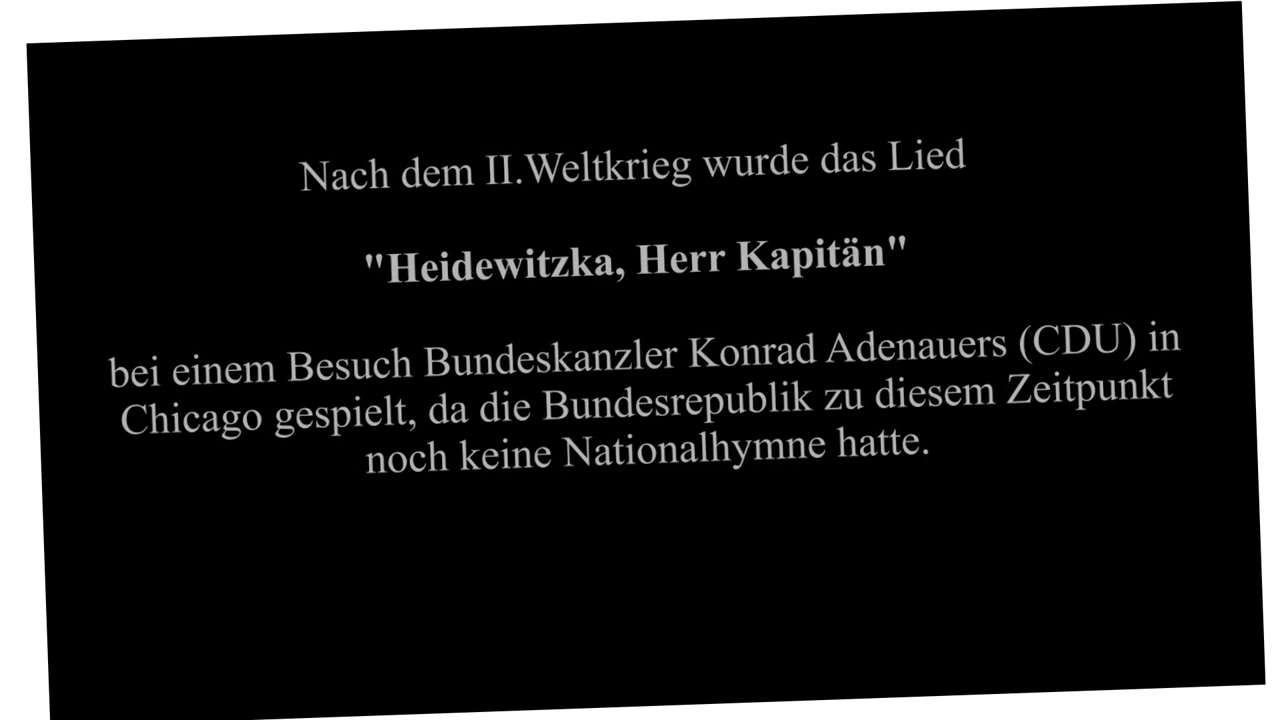 Nach dem II.Weltkrieg wurde das Lied
"Heidewitzka, Herr Kapitän"
bei einem Besuch Bundeskanzler Konrad Adenauers (CDU) in
Chicago gespielt, da die Bundesrepublik zu diesem Zeitpunkt
noch keine Nationalhymne hatte.